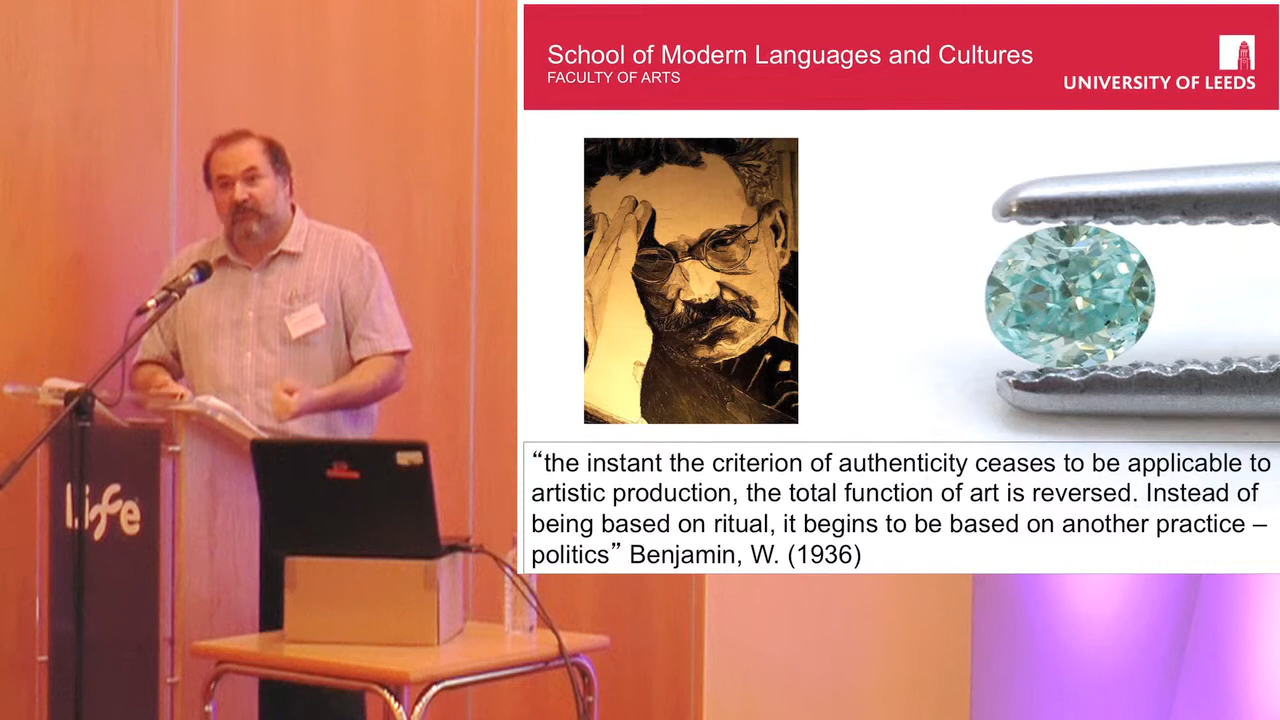 School of Modern Languages and Cultures
FACULTY OF ARTS
UNIVERSITY OF LEEDS
“the instant the criterion of authenticity ceases to be applicable to
artistic production, the total function of art is reversed. Instead of
being based on ritual, it begins to be based on another practice –
politics” Benjamin, W. (1936)
Life